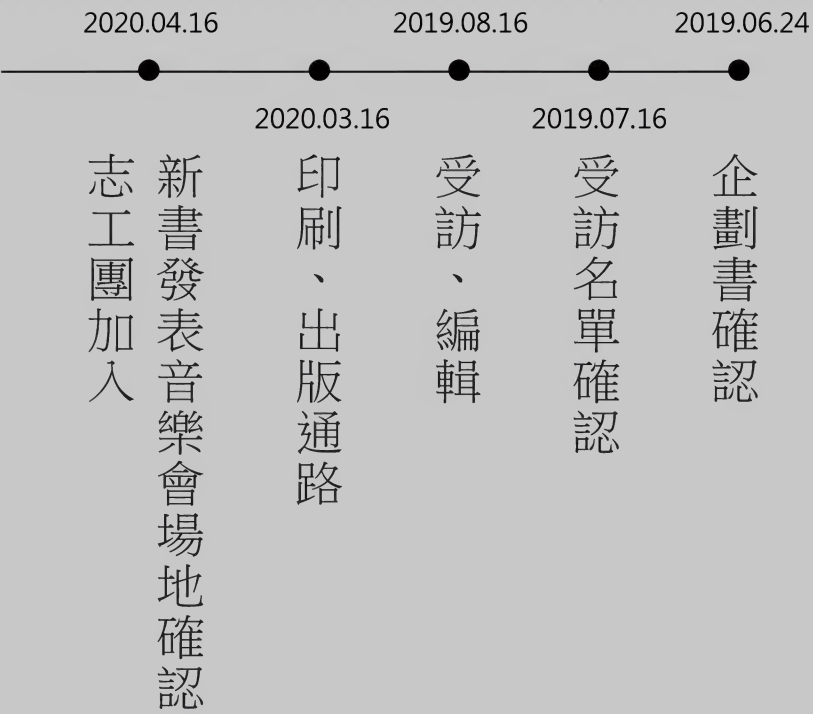 2019.06.24
企劃書確認
2019.07.16
受訪名單確認
2019.08.16
受訪、編輯
2020.03.16
印刷、出版通路
2020.04.16
新書發表音樂會場地確認
志工團加入